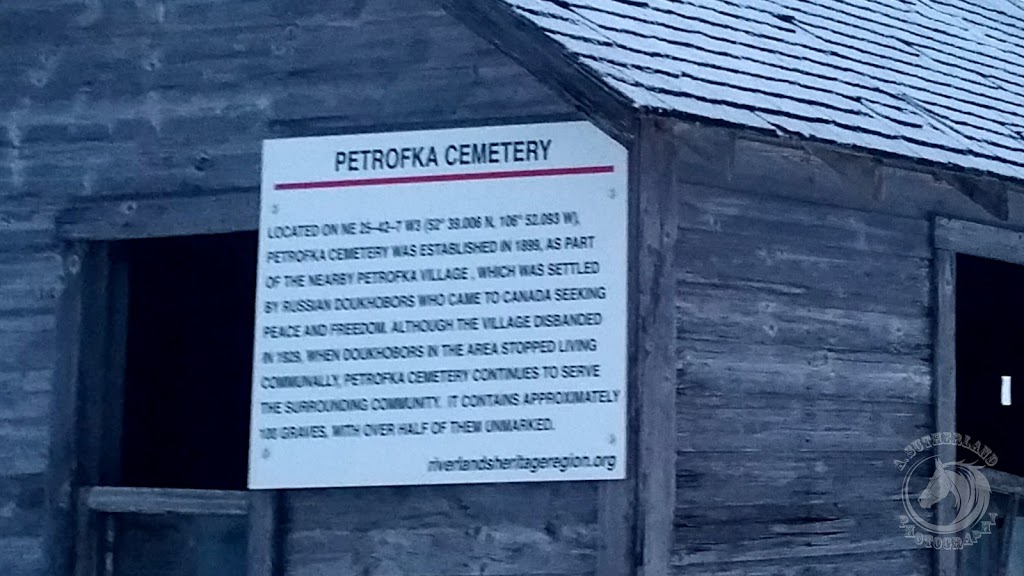 PETROFKA CEMETERY
LOCATED ON NE 25-42-7 W3 (52° 39.006 N, 106° 52.093 W),
PETROFKA CEMETERY WAS ESTABLISHED IN 1899, AS PART
OF THE NEARBY PETROFKA VILLAGE , WHICH WAS SETTLED
BY RUSSIAN DOUKHOBORS WHO CAME TO CANADA SEEKING
PEACE AND FREEDOM. ALTHOUGH THE VILLAGE DISBANDED
IN 1929, WHEN DOUKHOBORS IN THE AREA STOPPED LIVING
COMMUNALLY, PETROFKA CEMETERY CONTINUES TO SERVE
THE SURROUNDING COMMUNITY. IT CONTAINS APPROXIMATELY
100 GRAVES, WITH OVER HALF OF THEM UNMARKED.
riverlandsheritageregion.org
A. SUTHERLAND
PHOTOGRAPHY